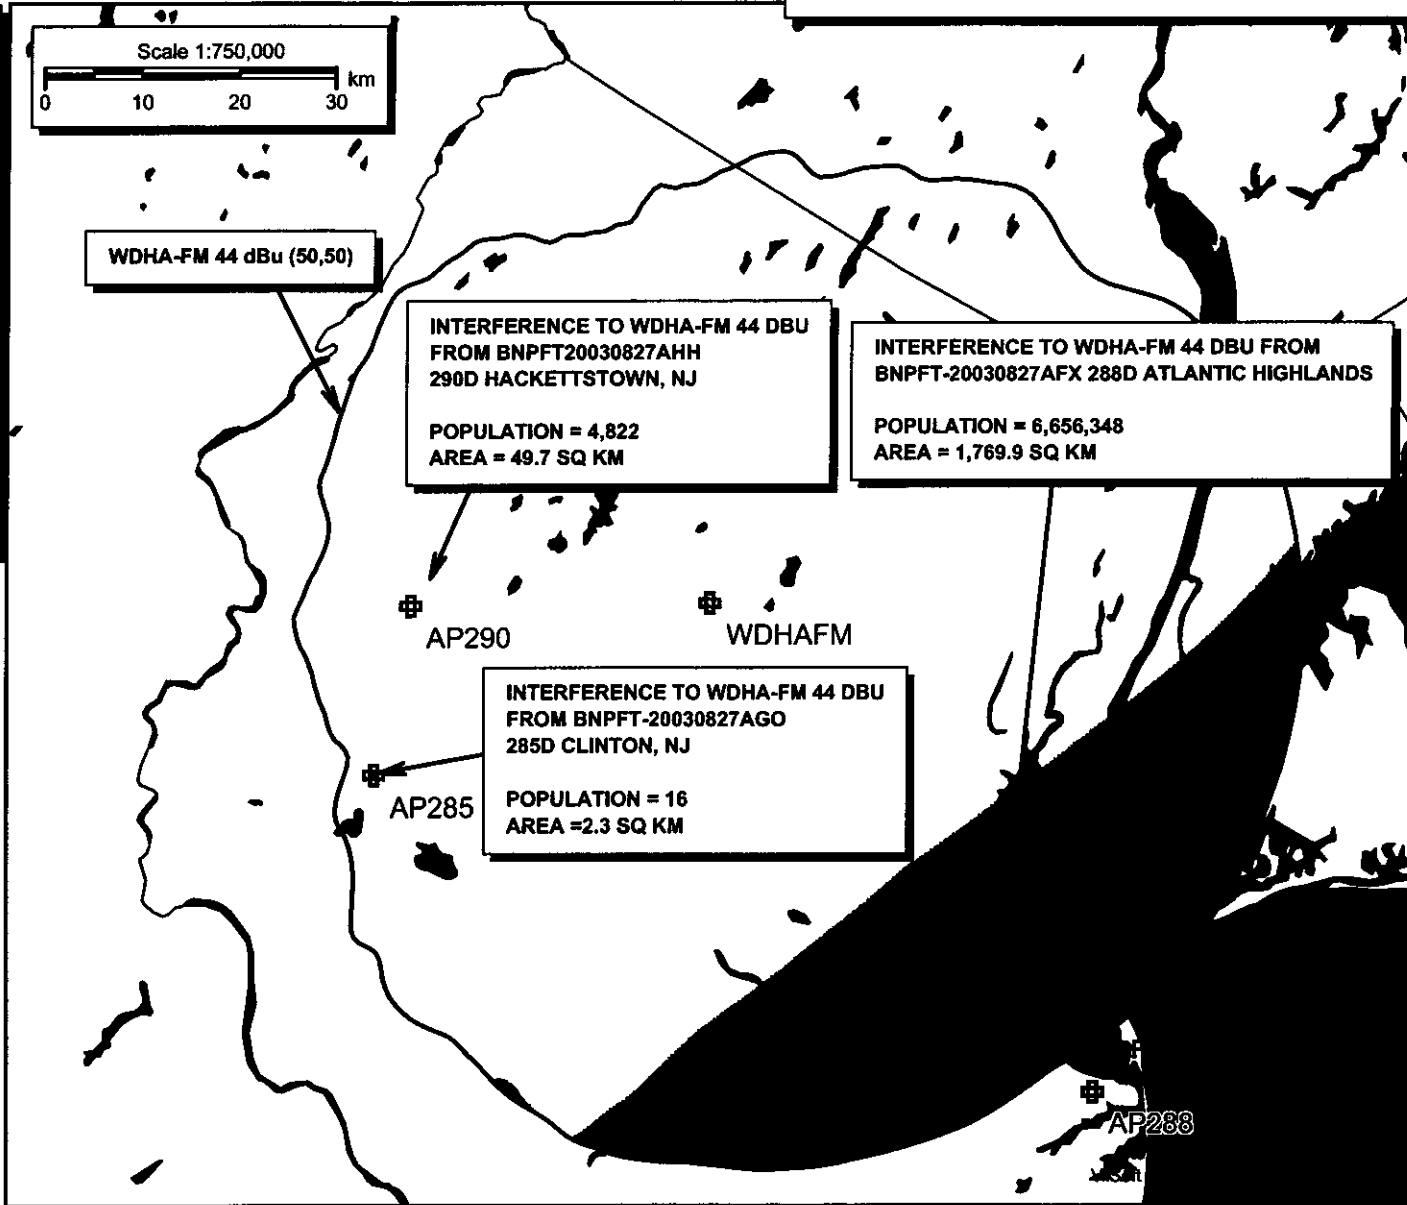 Scale 1:750,000
km
0 10 20 30
WDHA-FM 44 dBu (50,50)
INTERFERENCE TO WDHA-FM 44 DBU
FROM BNPFT20030827AHH
290D HACKETTSTOWN, NJ
POPULATION = 4,822
AREA = 49.7 SQ KM
INTERFERENCE TO WDHA-FM 44 DBU FROM
BNPFT-20030827AFX 288D ATLANTIC HIGHLANDS
POPULATION = 6,656,348
AREA = 1,769.9 SQ KM
AP290
WDHAFM
INTERFERENCE TO WDHA-FM 44 DBU
FROM BNPFT-20030827AGO
285D CLINTON, NJ
POPULATION = 16
AREA =2.3 SQ KM
AP285
AP288